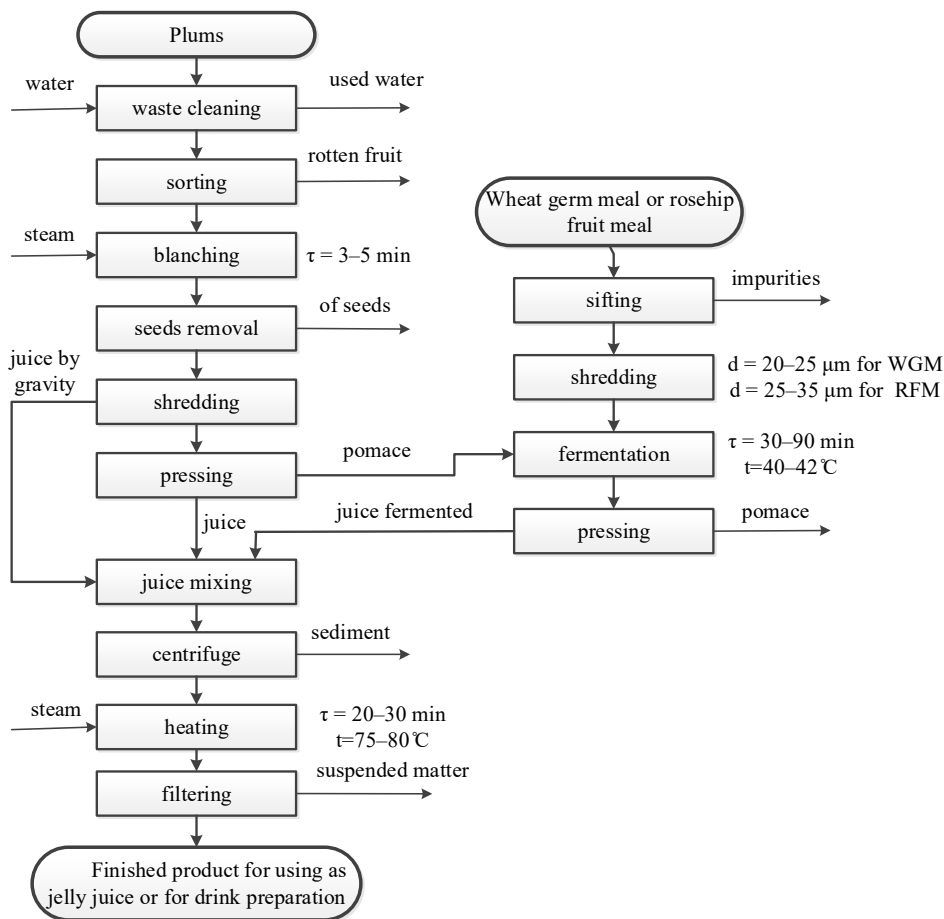 Plums
water
used water
waste cleaning
rotten fruit
sorting
steam
blanching
τ = 3–5 min
of seeds
seeds removal
juice by
gravity
shredding
pomace
pressing
juice
juice fermented
juice mixing
sediment
centrifuge
steam
heating
τ = 20–30 min
t=75–80℃
suspended matter
filtering
Finished product for using as
jelly juice or for drink preparation
Wheat germ meal or rosehip
fruit meal
impurities
sifting
shredding
d = 20–25 μm for WGM
d = 25–35 μm for RFM
fermentation
τ = 30–90 min
t=40–42℃
pressing
pomace